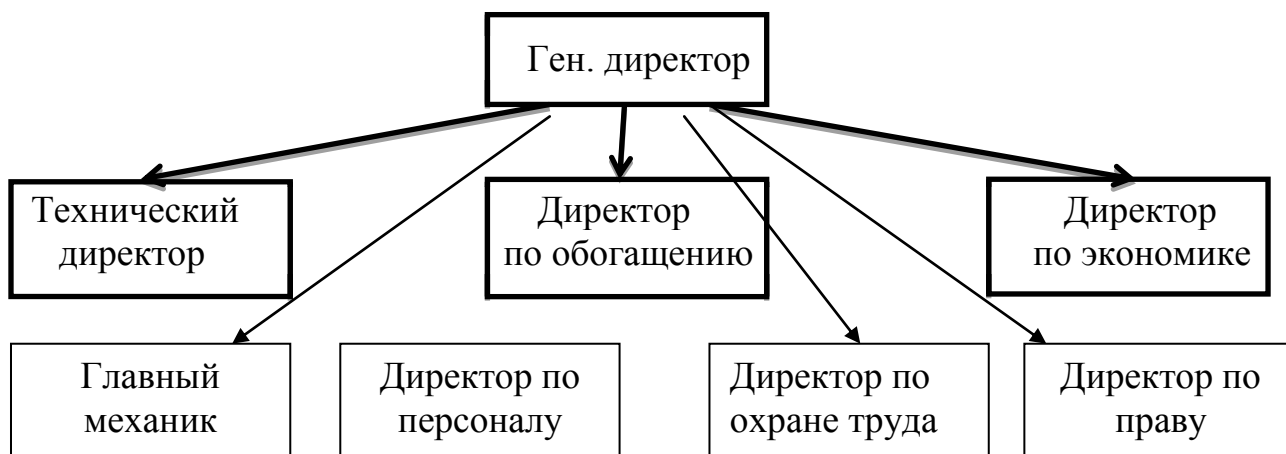 Ген. директор
Технический
директор
Директор
по обогащению
Директор
по экономике
Главный
механик
Директор по
персоналу
Директор по
охране труда
Директор по
праву